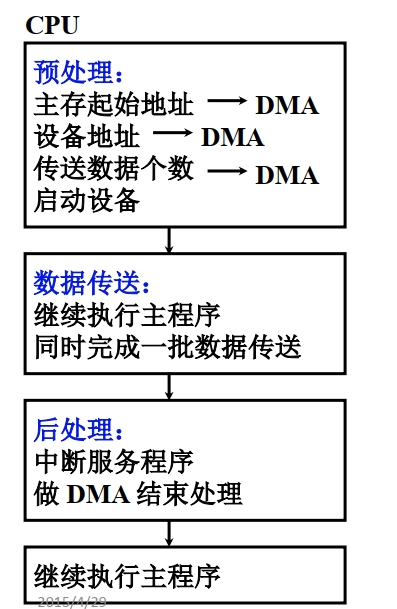 CPU
预处理：
主存起始地址 → DMA
设备地址 → DMA
传送数据个数 → DMA
启动设备
数据传送：
继续执行主程序
同时完成一批数据传送
后处理：
中断服务程序
做 DMA 结束处理
继续执行主程序
2015/4/29